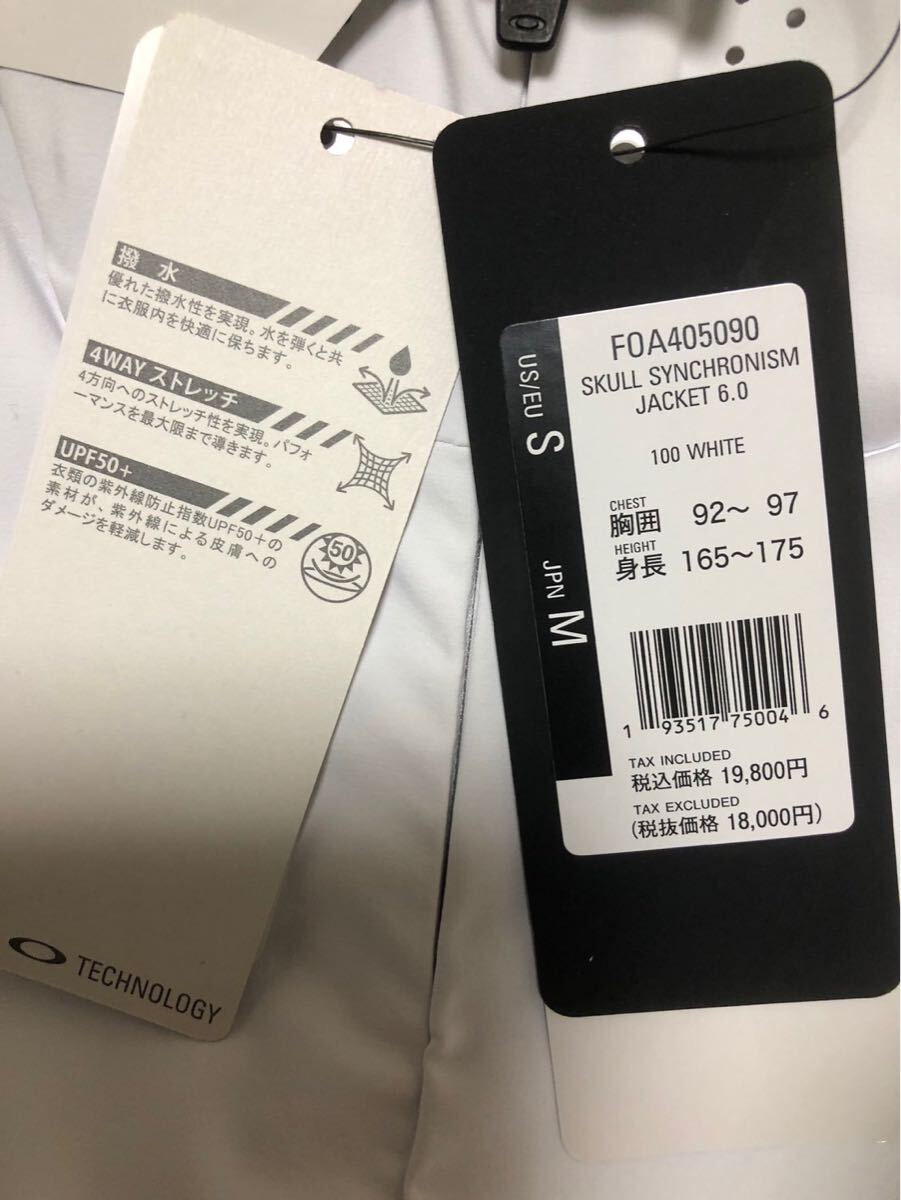 撥 水
優れた撥水性を実現。水を弾くと共
に衣服内を快適に保ちます。
4WAY ストレッチ
4方向へのストレッチ性を実現。パフォ
ーマンスを最大限まで導きます。
UPF50+
衣類の紫外線防止指数UPF50+の
素材が、紫外線による皮膚への
ダメージを軽減します。
50
TECHNOLOGY
US/EU S
JPN M
FOA405090
SKULL SYNCHRONISM
JACKET 6.0
100 WHITE
CHEST
胸囲 92〜 97
HEIGHT
身長 165〜175
1 93517 75004 6
TAX INCLUDED
税込価格 19,800円
TAX EXCLUDED
(税抜価格 18,000円)